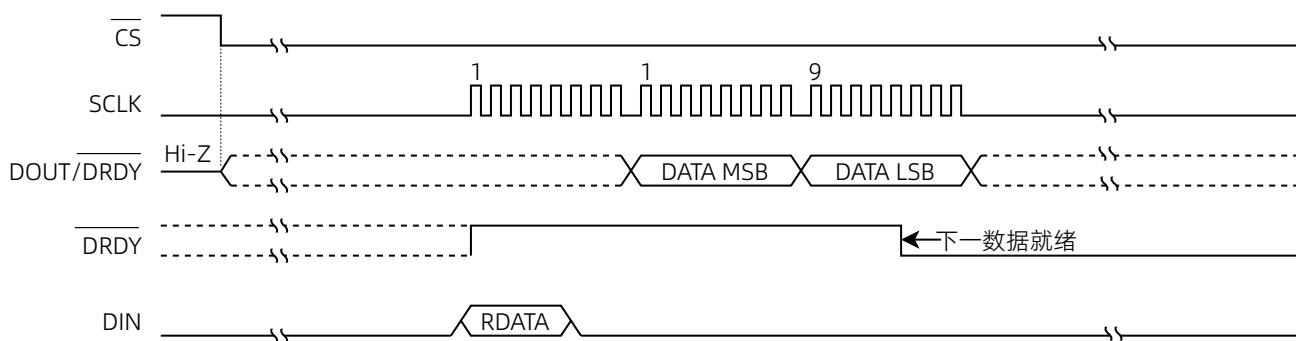 CS
1 1 9
SCLK
Hi-Z
DOUT/DRDY
DATA MSB DATA LSB
DRDY
下一数据就绪
DIN
RDATA